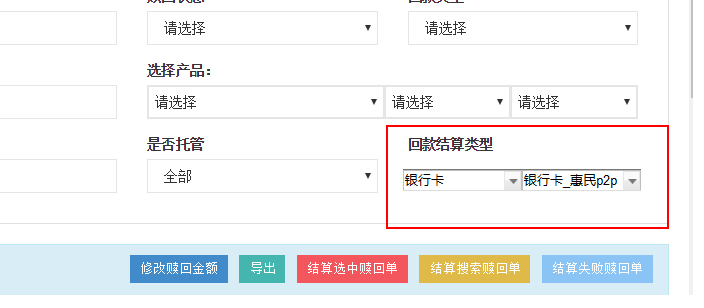 请选择
请选择
选择产品:
请选择 请选择 请选择
是否托管 回款结算类型
全部 银行卡 银行卡_惠民p2p
修改赎回金额 导出 结算选中赎回单 结算搜索赎回单 结算失败赎回单